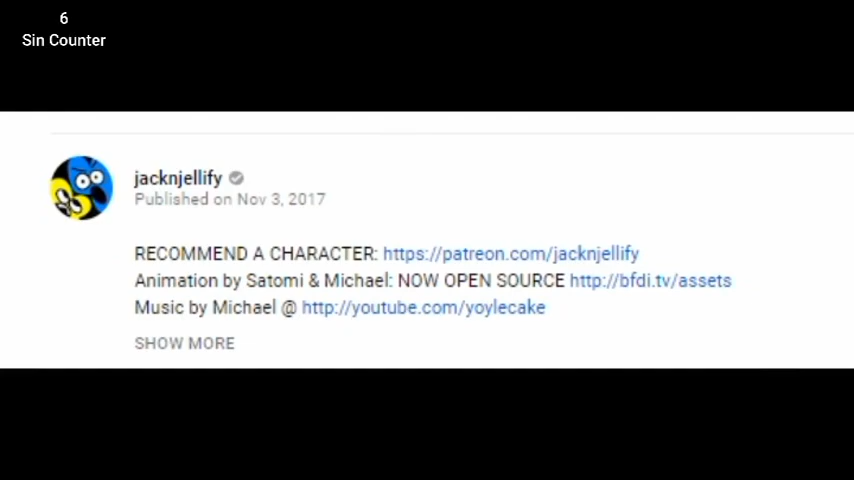 6
Sin Counter
jacknjellify
Published on Nov 3, 2017
RECOMMEND A CHARACTER: https://patreon.com/jacknjellify
Animation by Satomi & Michael: NOW OPEN SOURCE http://bfdi.tv/assets
Music by Michael @ http://youtube.com/yoylecake
SHOW MORE